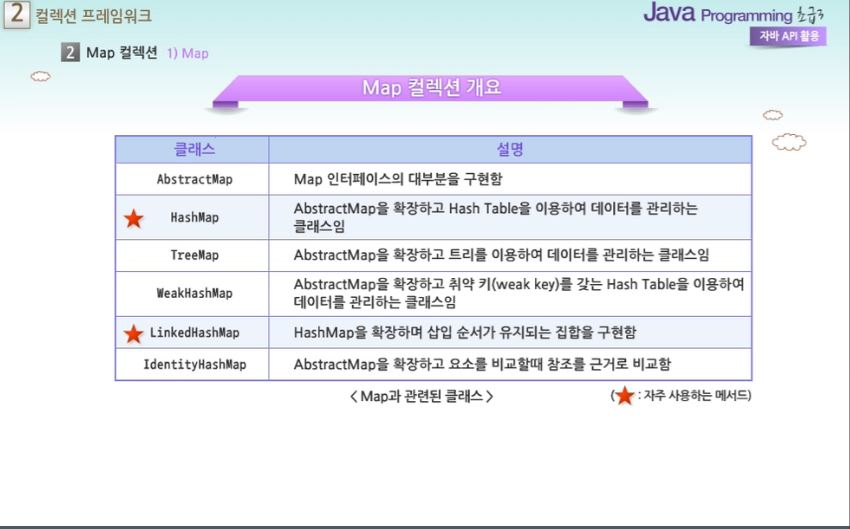 2 컬렉션 프레임워크
Java Programming 초급3
자바 API 활용
2 Map 컬렉션 1) Map
Map 컬렉션 개요
클래스 설명
AbstractMap Map 인터페이스의 대부분을 구현함
HashMap AbstractMap을 확장하고 Hash Table을 이용하여 데이터를 관리하는
클래스임
TreeMap AbstractMap을 확장하고 트리를 이용하여 데이터를 관리하는 클래스임
WeakHashMap AbstractMap을 확장하고 취약 키(weak key)를 갖는 Hash Table을 이용하여
데이터를 관리하는 클래스임
LinkedHashMap HashMap을 확장하며 삽입 순서가 유지되는 집합을 구현함
IdentityHashMap AbstractMap을 확장하고 요소를 비교할때 참조를 근거로 비교함
< Map과 관련된 클래스 >
(★ : 자주 사용하는 메서드)